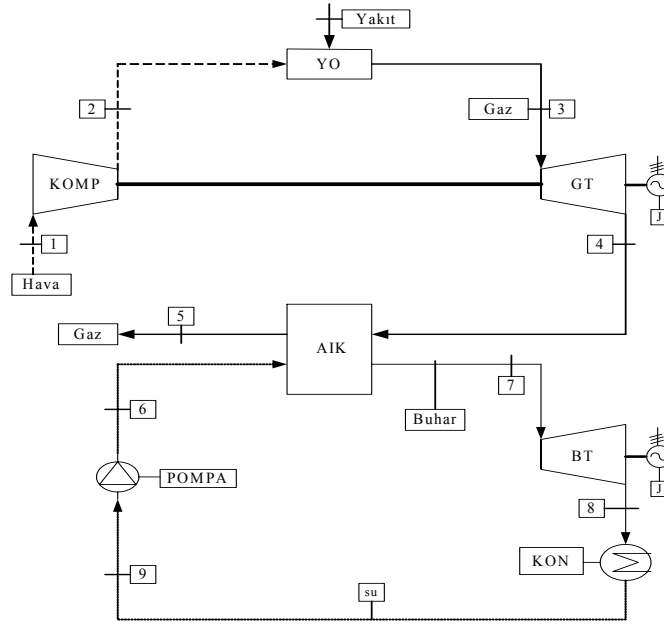 Yakıt
YO
2
Gaz
3
KOMP
GT
J
1
4
Hava
5
Gaz
AIK
7
6
Buhar
BT
POMPA
J
8
KON
9
su